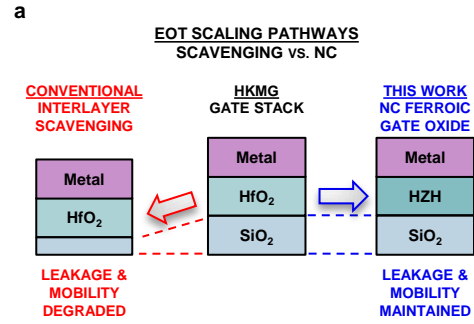 a
EOT SCALING PATHWAYS
SCAVENGING VS. NC
CONVENTIONAL
INTERLAYER
SCAVENGING
HKMG
GATE STACK
THIS WORK
NC FERROIC
GATE OXIDE
Metal
HfO₂
Metal
HfO₂
SiO₂
Metal
HZH
SiO₂
LEAKAGE &
MOBILITY
DEGRADED
LEAKAGE &
MOBILITY
MAINTAINED